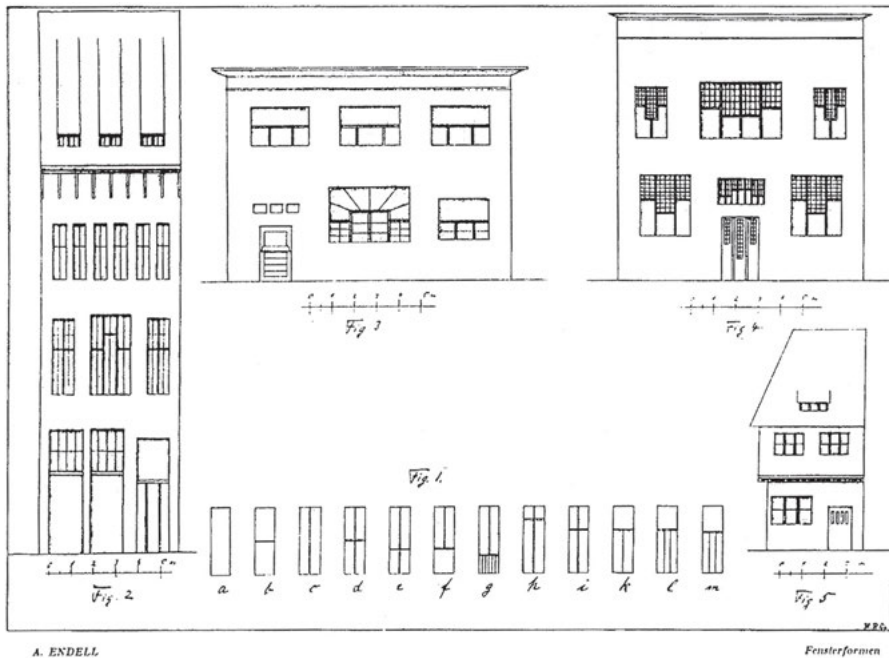 Fig 3
Fig 4.
Fig. 1.
a b c d e f g h i k l m
Fig. 2
Fig 5
A. ENDELL
Fensterformen